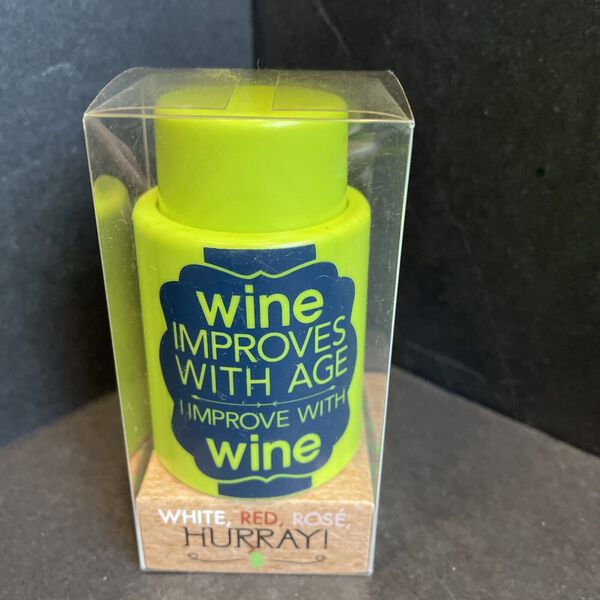 wine
IMPROVES
WITH AGE
I IMPROVE WITH
wine
WHITE, RED, ROSÉ,
HURRAY!